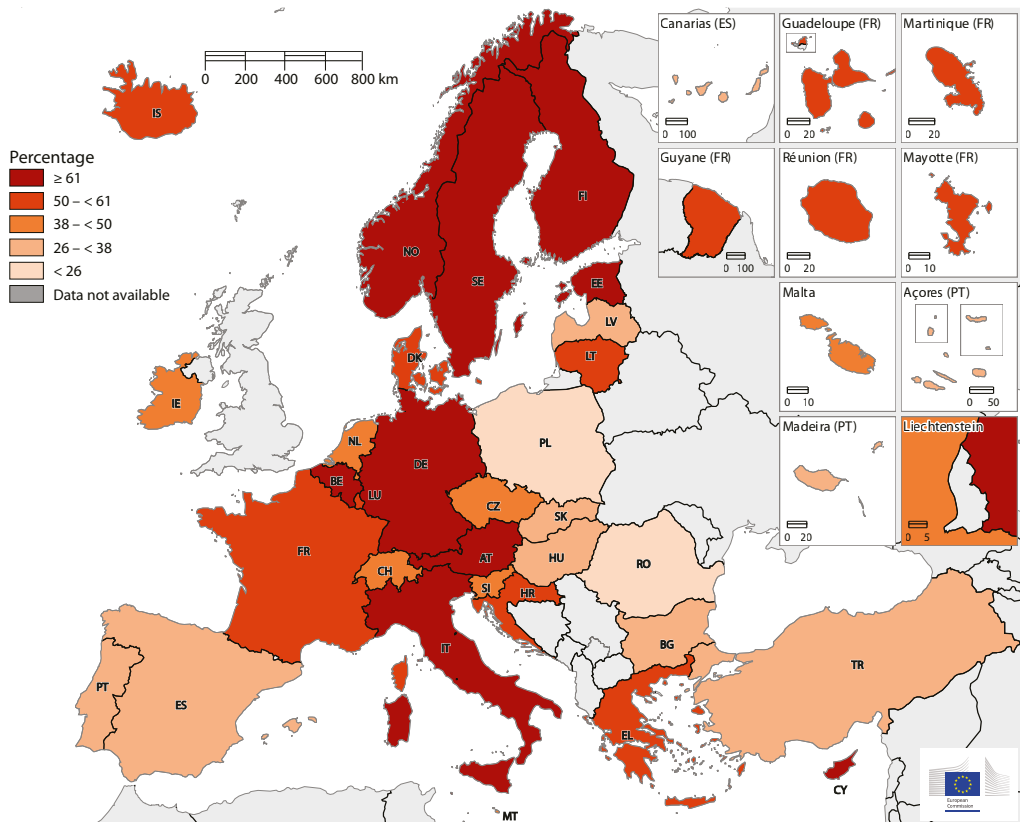 Canarias (ES)
0 100
Guadeloupe (FR)
0 20
Martinique (FR)
0 20
0 200 400 600 800 km
IS
Percentage
≥ 61
50 – < 61
38 – < 50
26 – < 38
< 26
Data not available
Guyane (FR)
0 100
Réunion (FR)
0 20
Mayotte (FR)
0 10
FI
NO
SE
EE
LV
LT
DK
Malta
0 10
Açores (PT)
0 50
IE
NL
BE
LU
DE
PL
CZ
SK
Madeira (PT)
0 20
Liechtenstein
0 5
FR
CH
AT
HU
RO
SI
HR
IT
BG
PT
ES
TR
EL
CY
MT
European
Commission